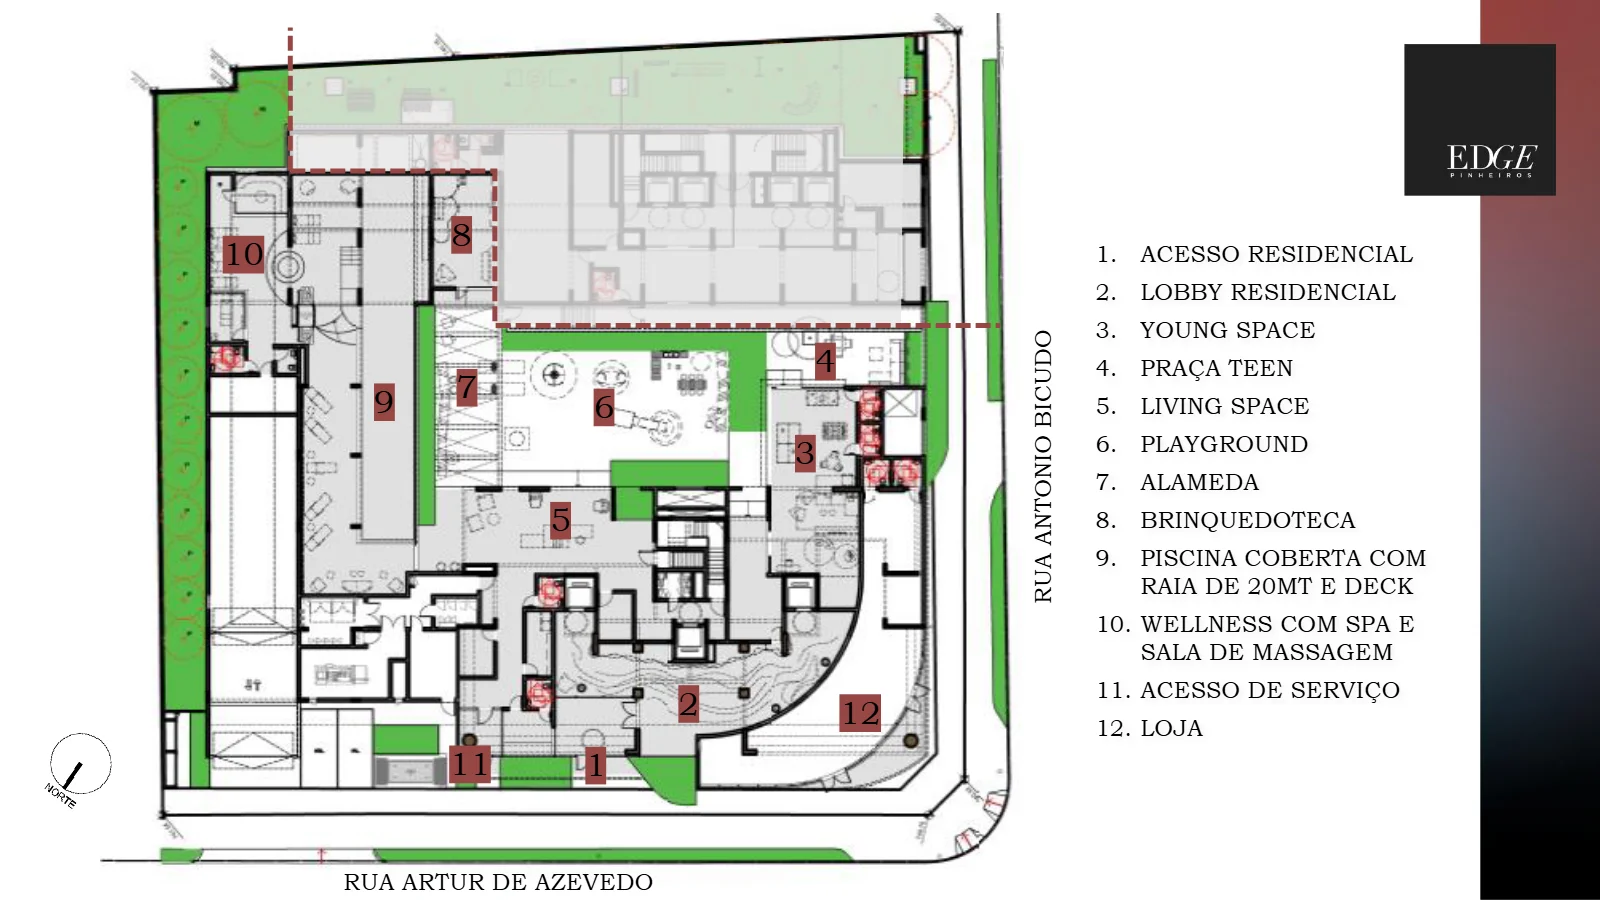 EDGE
PINHEIROS
1. ACESSO RESIDENCIAL
2. LOBBY RESIDENCIAL
3. YOUNG SPACE
4. PRAÇA TEEN
5. LIVING SPACE
6. PLAYGROUND
7. ALAMEDA
8. BRINQUEDOTECA
9. PISCINA COBERTA COM
RAIA DE 20MT E DECK
10. WELLNESS COM SPA E
SALA DE MASSAGEM
11. ACESSO DE SERVIÇO
12. LOJA
8
10
4
9
7
6
3
5
2
12
11
1
NORTE
RUA ANTONIO BICUDO
RUA ARTUR DE AZEVEDO